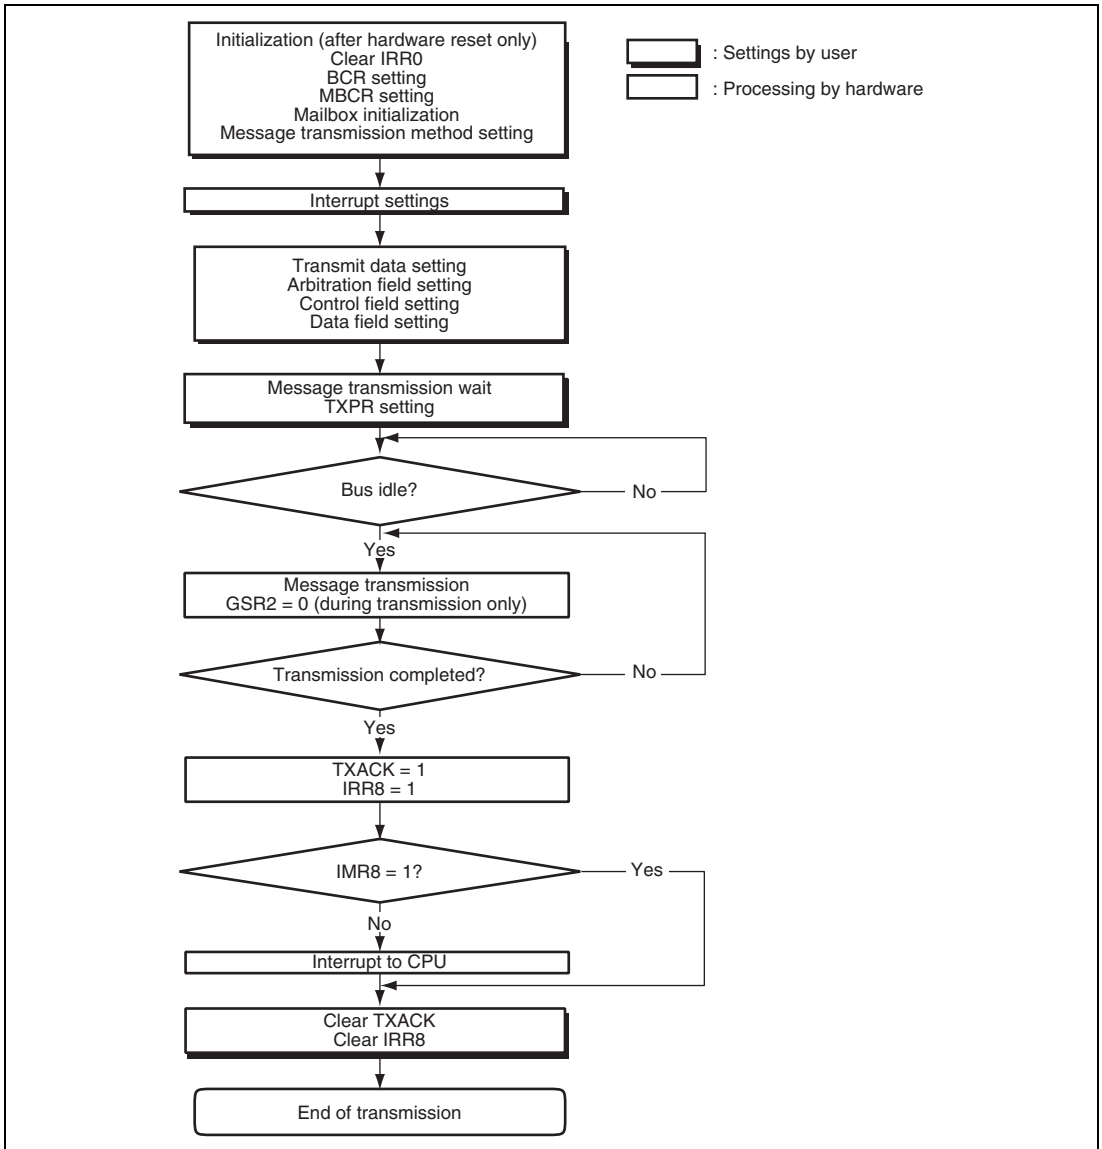 Initialization (after hardware reset only)
Clear IRR0
BCR setting
MBCR setting
Mailbox initialization
Message transmission method setting
: Settings by user
: Processing by hardware
Interrupt settings
Transmit data setting
Arbitration field setting
Control field setting
Data field setting
Message transmission wait
TXPR setting
Bus idle?
No
Yes
Message transmission
GSR2 = 0 (during transmission only)
Transmission completed?
No
Yes
TXACK = 1
IRR8 = 1
IMR8 = 1?
Yes
No
Interrupt to CPU
Clear TXACK
Clear IRR8
End of transmission